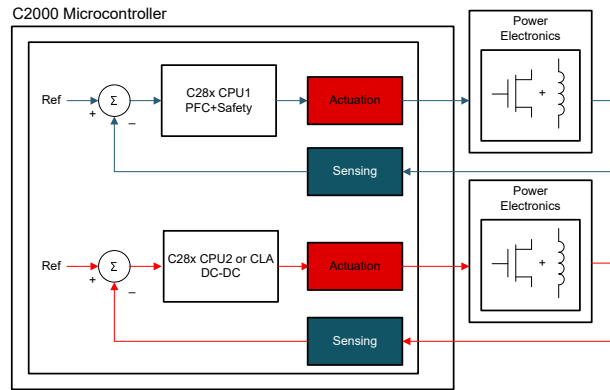 C2000 Microcontroller
Power
Electronics
Ref
Σ
+
–
C28x CPU1
PFC+Safety
Actuation
+
Sensing
Power
Electronics
Ref
Σ
+
–
C28x CPU2 or CLA
DC-DC
Actuation
+
Sensing